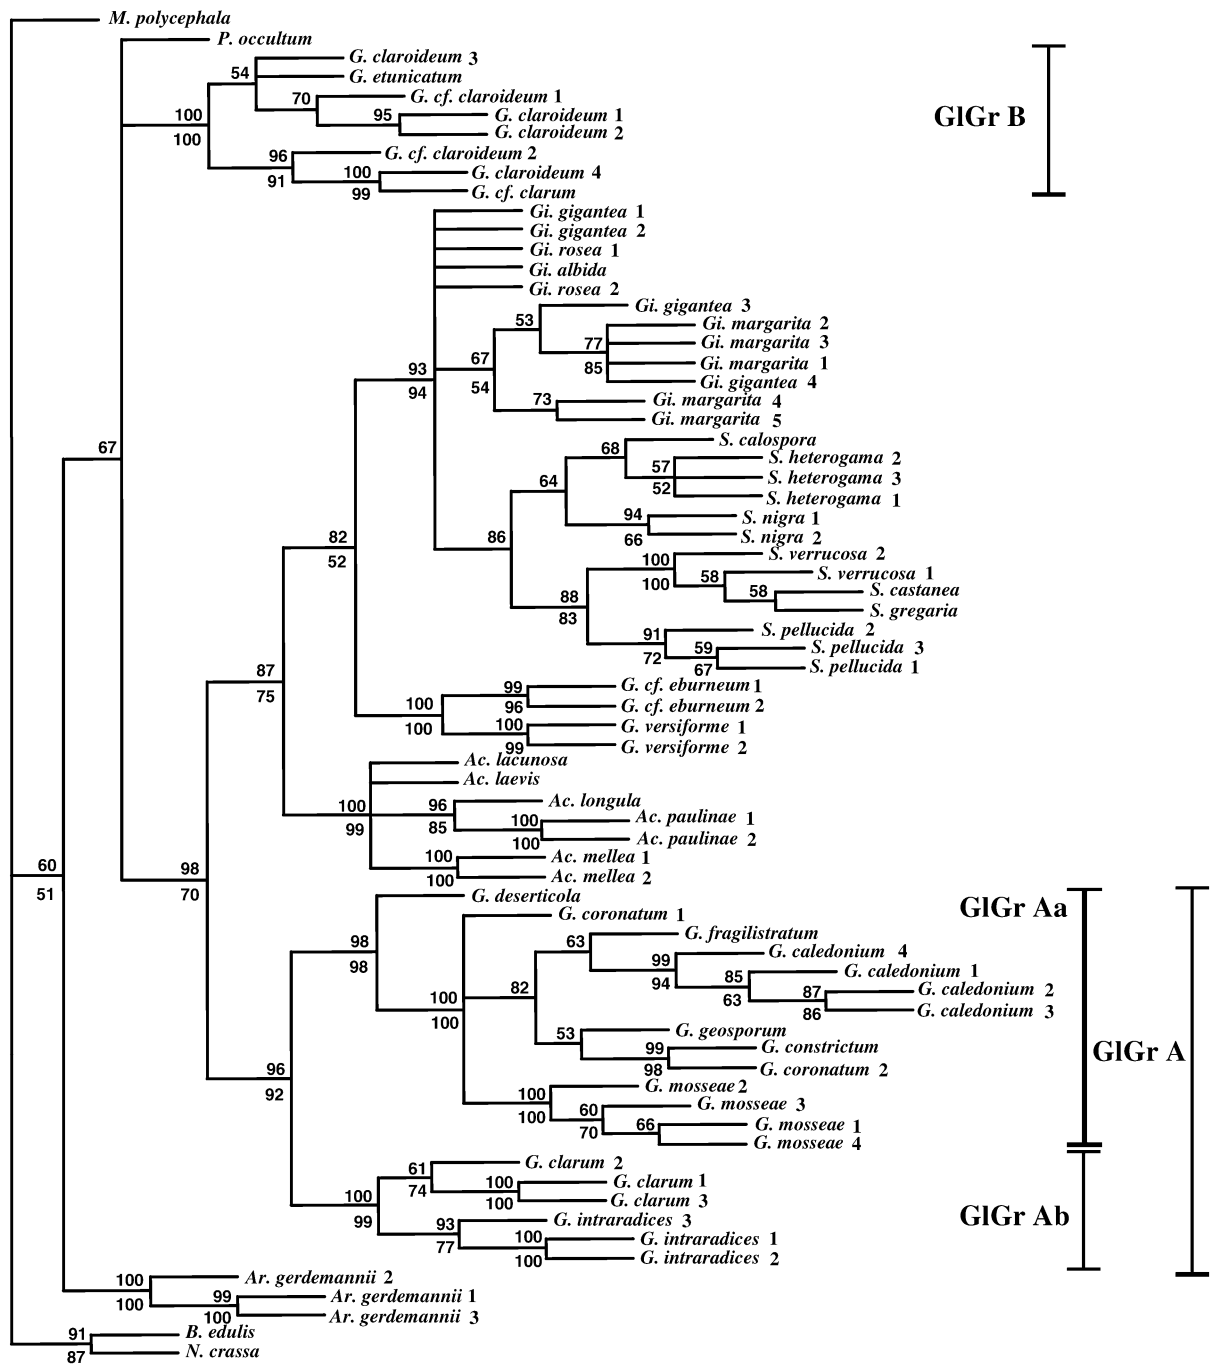 M. polycephala
P. occultum
G. claroideum 3
54
G. etunicatum
70
G. cf. claroideum 1
95
G. claroideum 1
100
GlGr B
G. claroideum 2
100
96
G. cf. claroideum 2
91
100
G. claroideum 4
99
G. cf. clarum
Gi. gigantea 1
Gi. gigantea 2
Gi. rosea 1
Gi. albida
Gi. rosea 2
Gi. gigantea 3
53
Gi. margarita 2
77
Gi. margarita 3
67
93
85
Gi. margarita 1
54
94
Gi. gigantea 4
73
Gi. margarita 4
Gi. margarita 5
S. calospora
68
67
S. heterogama 2
57
64
52
S. heterogama 3
S. heterogama 1
94
S. nigra 1
86
82
66
S. nigra 2
52
100
S. verrucosa 2
100
58
S. verrucosa 1
88
58
S. castanea
83
S. gregaria
91
S. pellucida 2
72
59
S. pellucida 3
87
67
S. pellucida 1
75
99
G. cf. eburneum 1
100
96
G. cf. eburneum 2
100
100
G. versiforme 1
99
G. versiforme 2
Ac. lacunosa
Ac. laevis
100
96
Ac. longula
99
85
100
Ac. paulinae 1
100
Ac. paulinae 2
60
98
100
Ac. mellea 1
51
70
100
Ac. mellea 2
G. deserticola
GlGr Aa
G. coronatum 1
98
63
G. fragilistratum
98
99
G. caledonium 4
94
85
G. caledonium 1
100
82
63
87
G. caledonium 2
100
86
G. caledonium 3
53
G. geosporum
99
G. constrictum
GlGr A
96
98
G. coronatum 2
92
100
G. mosseae 2
100
60
G. mosseae 3
70
66
G. mosseae 1
G. mosseae 4
61
G. clarum 2
100
74
100
G. clarum 1
99
100
G. clarum 3
GlGr Ab
93
G. intraradices 3
77
100
G. intraradices 1
100
G. intraradices 2
100
Ar. gerdemannii 2
100
99
Ar. gerdemannii 1
100
Ar. gerdemannii 3
91
B. edulis
87
N. crassa